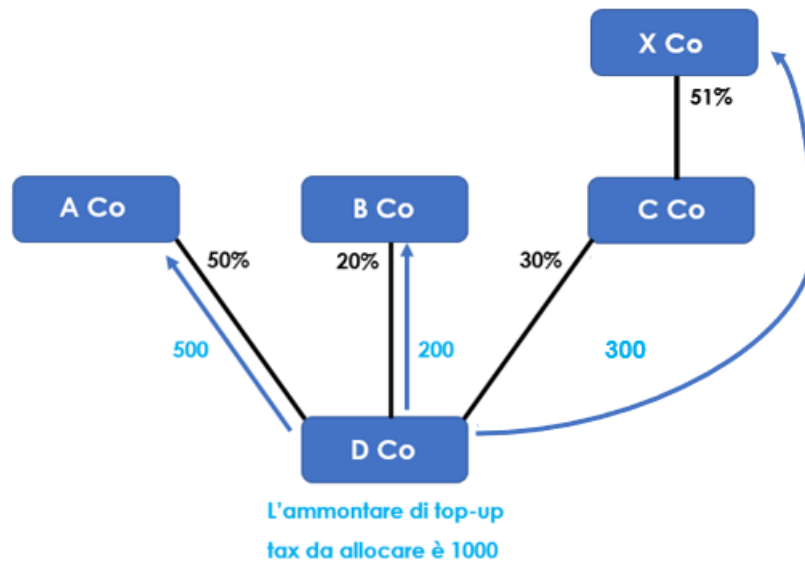 X Co
51%
A Co
B Co
C Co
50%
20%
30%
500
200
300
D Co
L'ammontare di top-up
tax da allocare è 1000